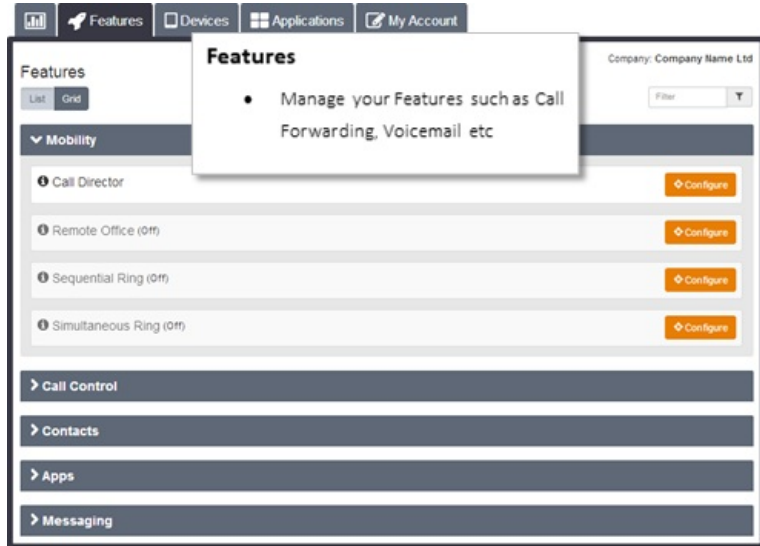 Features
Devices
Applications
My Account
Features
Company: Company Name Ltd
Features
List
Grid
• Manage your Features such as Call
Forwarding, Voicemail etc
Filter
Mobility
Call Director
Configure
Remote Office (Off)
Configure
Sequential Ring (Off)
Configure
Simultaneous Ring (Off)
Configure
Call Control
Contacts
Apps
Messaging